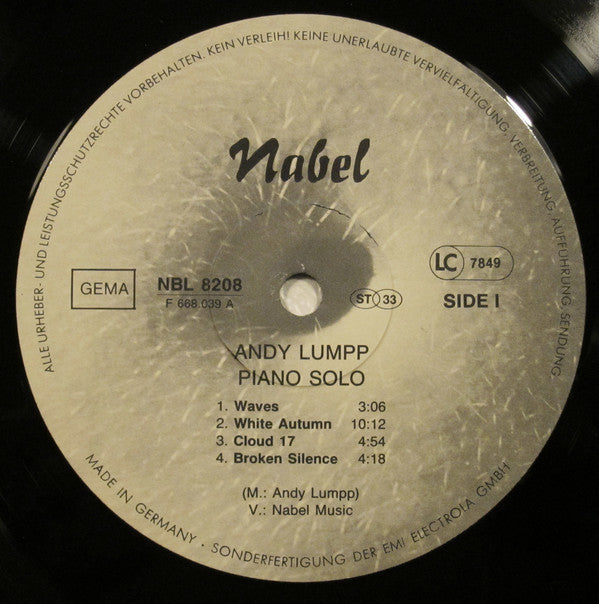 ALLE URHEBER- UND LEISTUNGSSCHUTZRECHTE VORBEHALTEN. KEIN VERLEIH! KEINE UNERLAUBTE VERVIELFÄLTIGUNG, VERBREITUNG, AUFFÜHRUNG, SENDUNG
Nabel
GEMA
NBL 8208
F 668.039 A
ST 33
LC 7849
SIDE I
ANDY LUMPP
PIANO SOLO
1. Waves 3:06
2. White Autumn 10:12
3. Cloud 17 4:54
4. Broken Silence 4:18
(M.: Andy Lumpp)
V.: Nabel Music
MADE IN GERMANY · SONDERFERTIGUNG DER EMI ELECTROLA GMBH